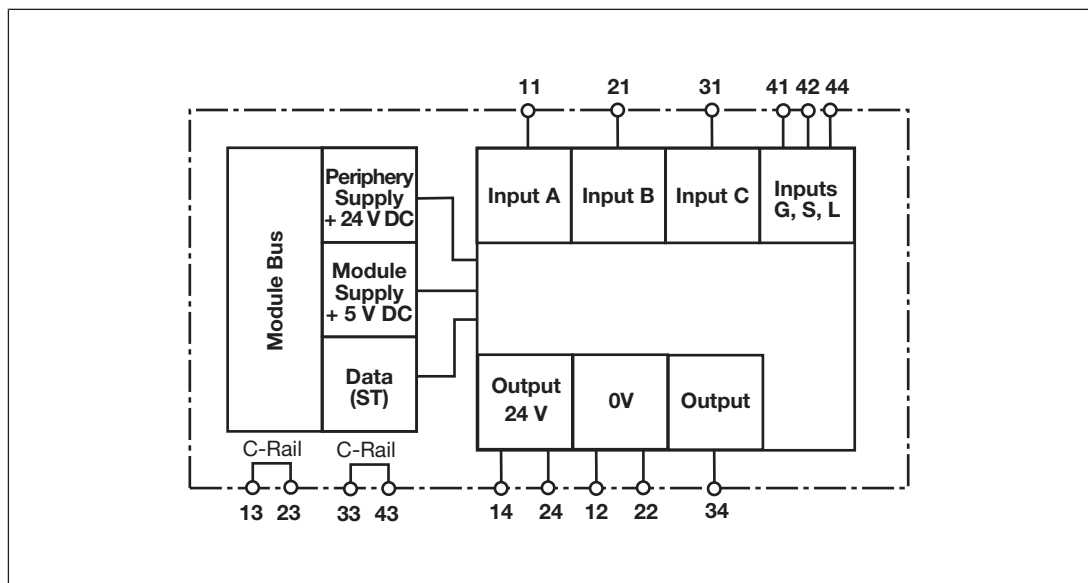 11 21 31 41 42 44
Periphery
Supply
+ 24 V DC
Input A
Input B
Input C
Inputs
G, S, L
Module Bus
Module
Supply
+ 5 V DC
Data
(ST)
Output
24 V
0V
Output
C-Rail C-Rail
13 23 33 43 14 24 12 22 34